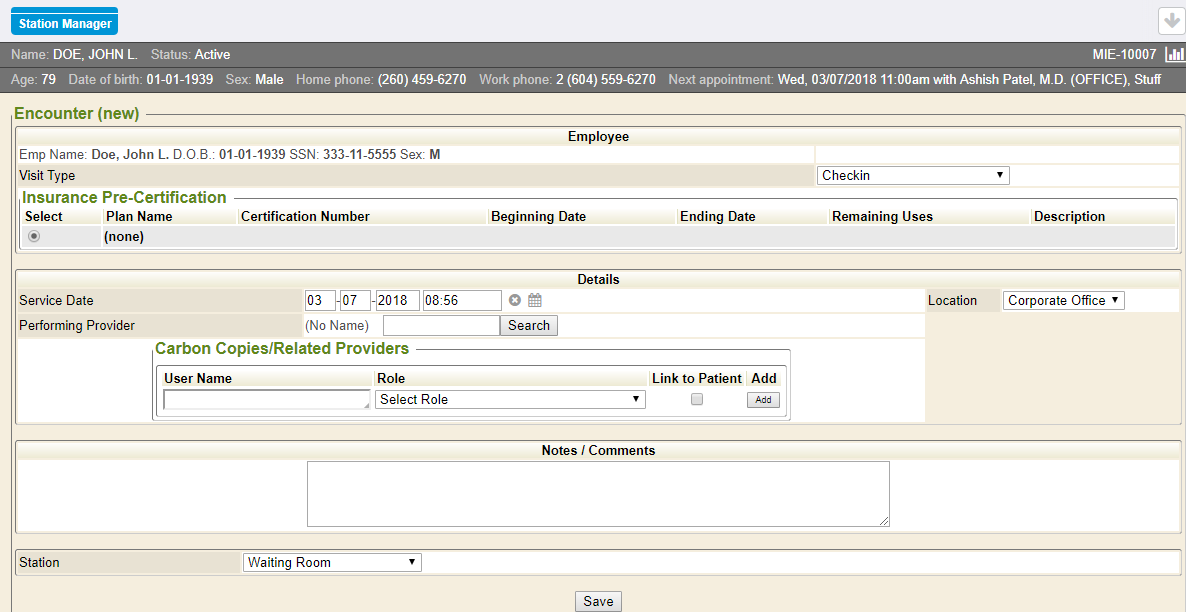 Station Manager
Name: DOE, JOHN L. Status: Active MIE-10007
Age: 79 Date of birth: 01-01-1939 Sex: Male Home phone: (260) 459-6270 Work phone: 2 (604) 559-6270 Next appointment: Wed, 03/07/2018 11:00am with Ashish Patel, M.D. (OFFICE), Stuff
Encounter (new)
Employee
Emp Name: Doe, John L. D.O.B.: 01-01-1939 SSN: 333-11-5555 Sex: M
Visit Type Checkin
Insurance Pre-Certification
Select Plan Name Certification Number Beginning Date Ending Date Remaining Uses Description
(none)
Details
Service Date 03 -07 -2018 08:56 Location Corporate Office
Performing Provider (No Name) Search
Carbon Copies/Related Providers
User Name Role Link to Patient Add
Select Role Add
Notes / Comments
Station Waiting Room
Save